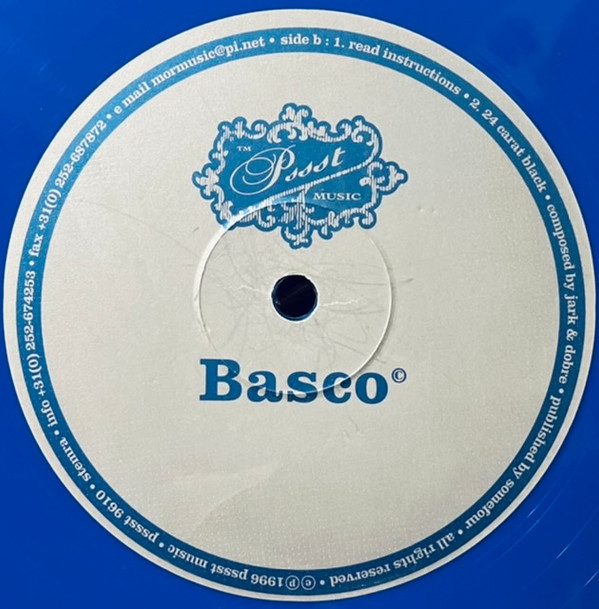 ™
Pssst
MUSIC
Basco©
• side b : 1. read instructions • 2. 24 carat black • composed by jark & dobre • published by somefour • all rights reserved • ℗© 1996 pssst music • pssst 9610 • stemra • info +31(0) 252-674253 • fax +31(0) 252-687872 • e mail mormusic@pi.net